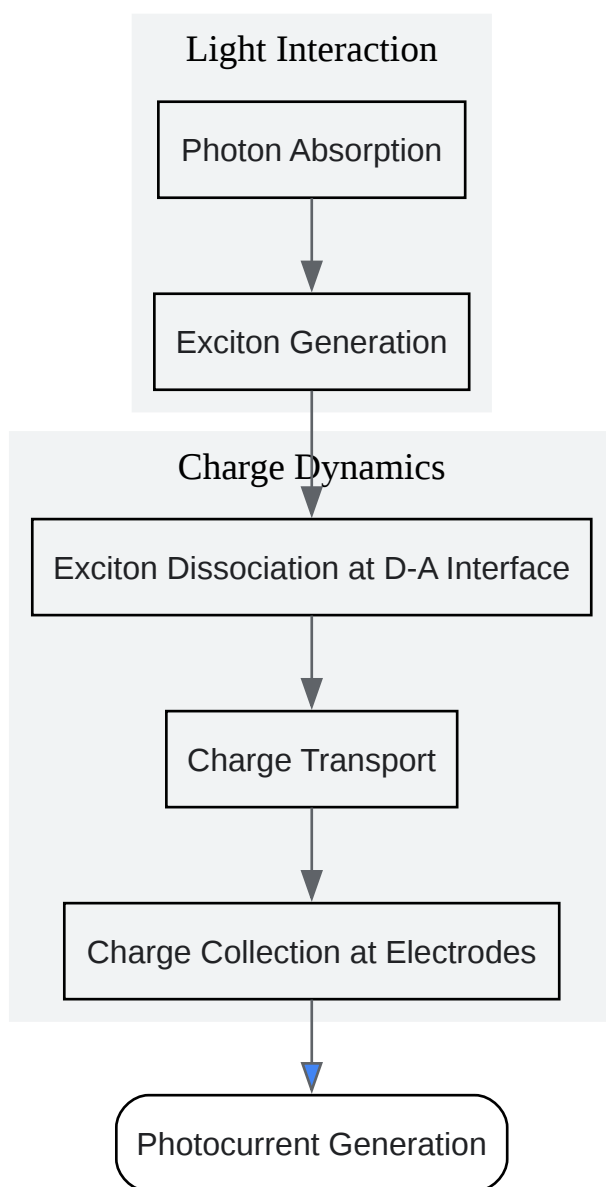 Light Interaction
Photon Absorption
Exciton Generation
Charge Dynamics
Exciton Dissociation at D-A Interface
Charge Transport
Charge Collection at Electrodes
Photocurrent Generation